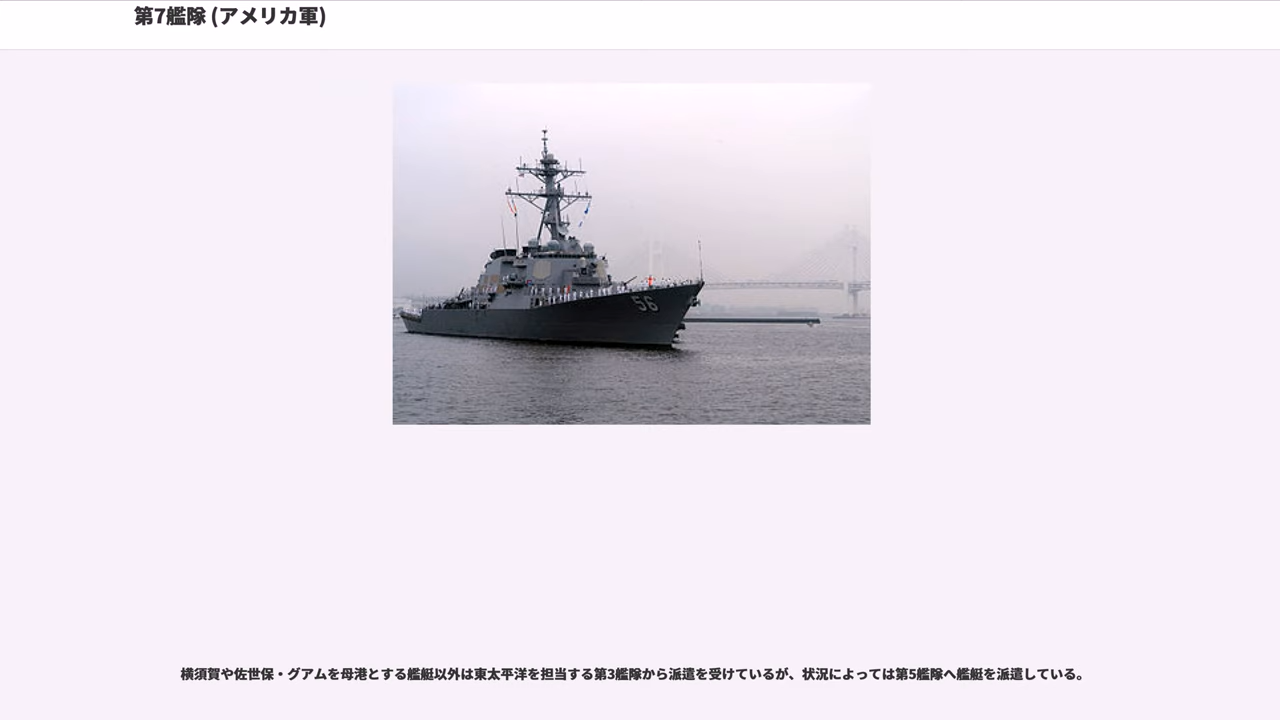 第7艦隊 (アメリカ軍)
56
横須賀や佐世保・グアムを母港とする艦艇以外は東太平洋を担当する第3艦隊から派遣を受けているが、状況によっては第5艦隊へ艦艇を派遣している。